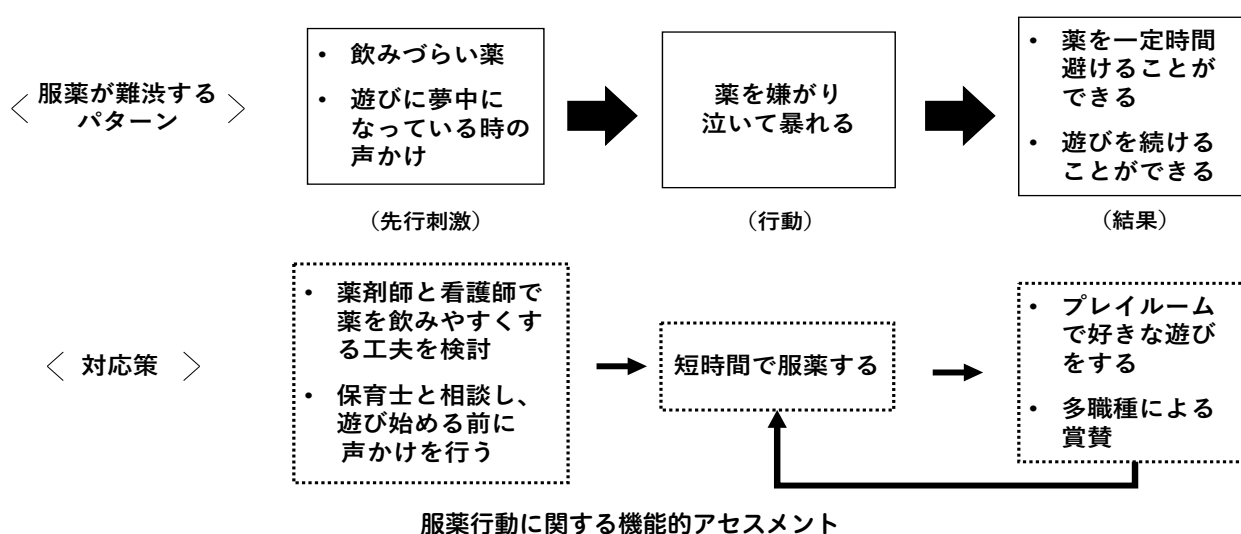 〈 服薬が難渋する 〉
パターン
• 飲みづらい薬
• 遊びに夢中に
なっている時の
声かけ
薬を嫌がり
泣いて暴れる
• 薬を一定時間
避けることが
できる
• 遊びを続ける
ことができる
（先行刺激）
（行動）
（結果）
〈 対応策 〉
• 薬剤師と看護師で
薬を飲みやすくす
る工夫を検討
• 保育士と相談し、
遊び始める前に
声かけを行う
短時間で服薬する
• プレイルーム
で好きな遊び
をする
• 多職種による
賞賛
服薬行動に関する機能的アセスメント